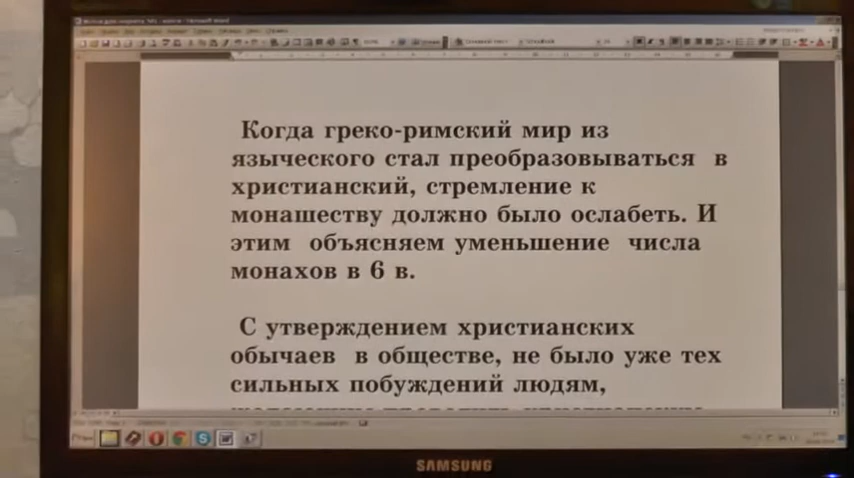 Когда греко-римский мир из
языческого стал преобразовываться в
христианский, стремление к
монашеству должно было ослабеть. И
этим объясняем уменьшение числа
монахов в 6 в.
С утверждением христианских
обычаев в обществе, не было уже тех
сильных побуждений людям,
SAMSUNG